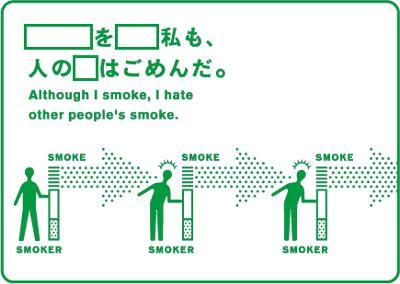 を 私も、
人の はごめんだ。
Although I smoke, I hate
other people's smoke.
SMOKE SMOKE SMOKE
SMOKER SMOKER SMOKER